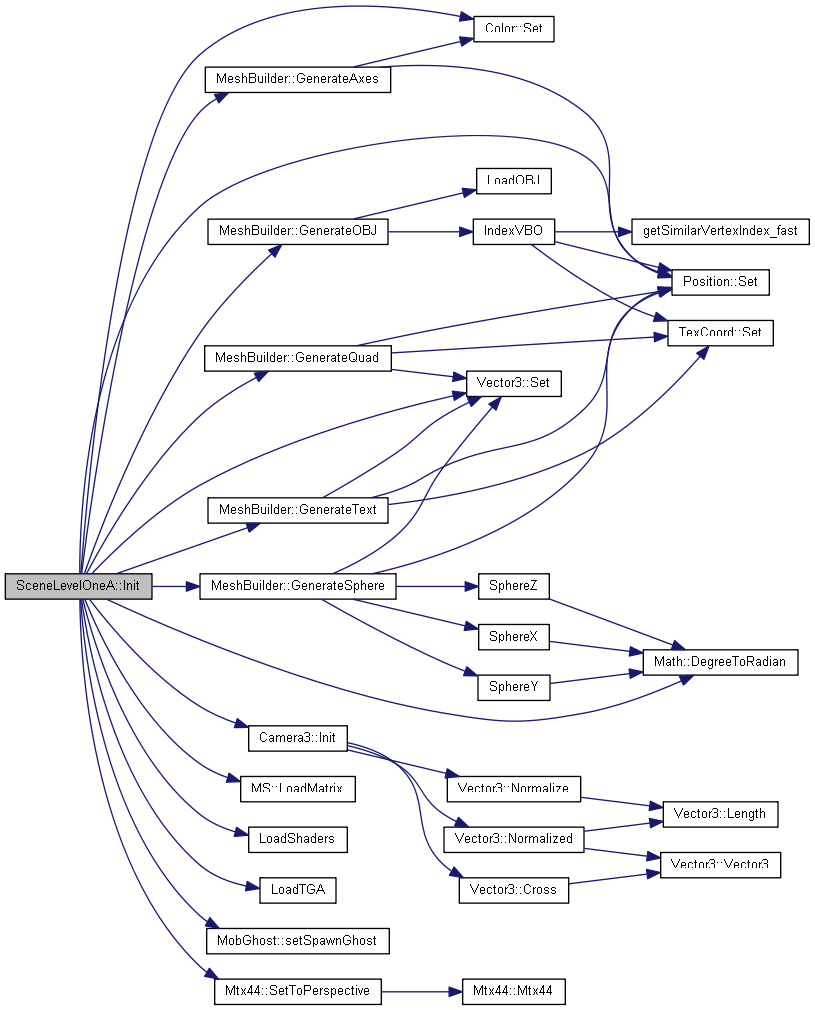 Color::Set
MeshBuilder::GenerateAxes
LoadOBJ
MeshBuilder::GenerateOBJ
IndexVBO
getSimilarVertexIndex_fast
Position::Set
TexCoord::Set
MeshBuilder::GenerateQuad
Vector3::Set
MeshBuilder::GenerateText
SceneLevelOneA::Init
MeshBuilder::GenerateSphere
SphereZ
SphereX
Math::DegreeToRadian
SphereY
Camera3::Init
MS::LoadMatrix
Vector3::Normalize
Vector3::Length
LoadShaders
Vector3::Normalized
Vector3::Vector3
LoadTGA
Vector3::Cross
MobGhost::setSpawnGhost
Mtx44::SetToPerspective
Mtx44::Mtx44